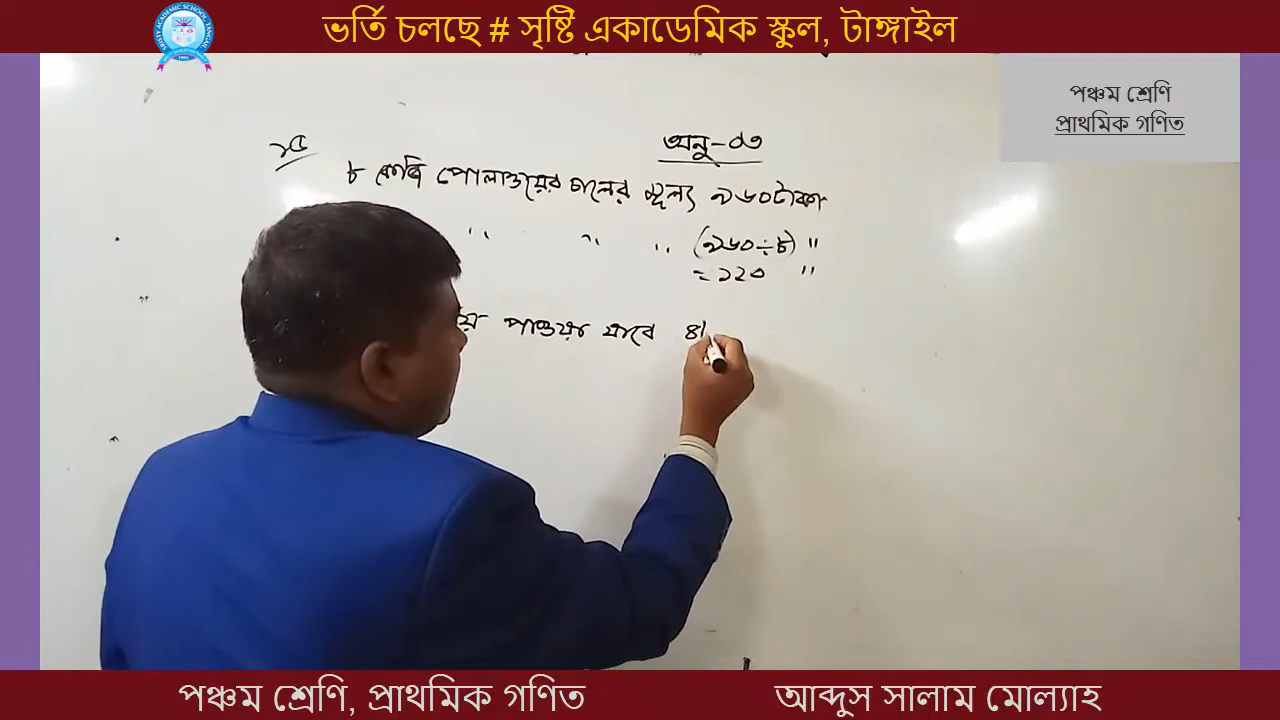 ভর্তি চলছে # সৃষ্টি একাডেমিক স্কুল, টাঙ্গাইল
পঞ্চম শ্রেণি
প্রাথমিক গণিত
অনু-০৩
১৫
৮ কেজি পোলাওয়ের চালের মূল্য ৯৬০টাকা
" " " (৯৬০÷৮) "
=১২০ "
য় পাওয়া যাবে ৪
পঞ্চম শ্রেণি, প্রাথমিক গণিত
আব্দুস সালাম মোল্যাহ